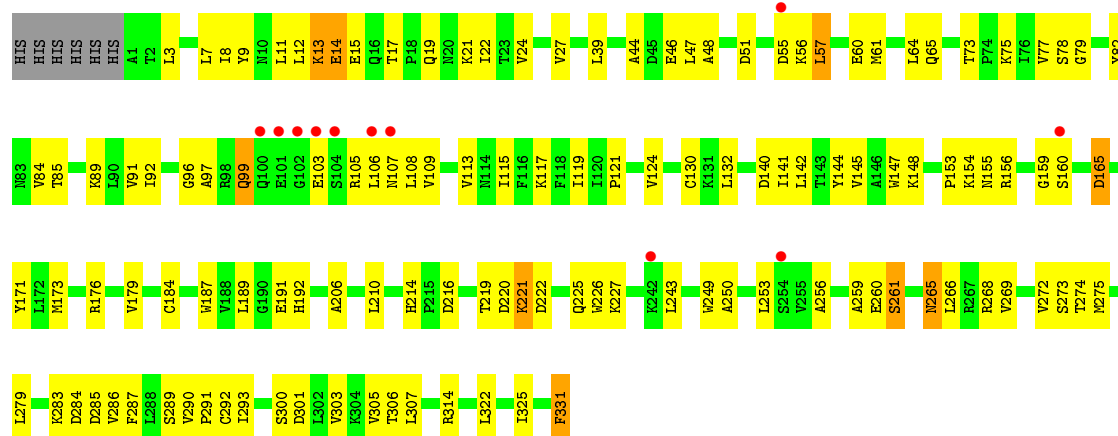 HIS HIS HIS HIS HIS HIS A1 T2 L3 L7 I8 Y9 N10 L11 L12 K13 E14 E15 Q16 T17 P18 Q19 N20 K21 I22 T23 V24 V27 L39 A44 D45 E46 L47 A48 D51 D55 K56 L57 E60 M61 L64 Q65 T73 P74 K75 I76 V77 S78 G79
N83 V84 T85 K89 L90 V91 I92 G96 A97 R98 Q99 Q100 E101 G102 E103 S104 R105 L106 N107 L108 V109 V113 N114 I115 F116 K117 F118 I119 I120 P121 V124 C130 K131 L132 D140 I141 L142 T143 Y144 V145 A146 W147 K148 P153 K154 N155 R156 G159 S160 D165
Y171 L172 M173 R176 V179 C184 W187 V188 L189 G190 E191 H192 A206 L210 H214 P215 D216 T219 D220 K221 D222 Q225 W226 K227 K242 L243 W249 A250 L253 S254 V255 A256 A259 E260 S261 N265 L266 R267 R268 V269 V272 S273 T274 M275
L279 K283 D284 D285 V286 F287 L288 S289 V290 P291 C292 I293 S300 D301 L302 V303 K304 V305 T306 L307 R314 L322 I325 F331